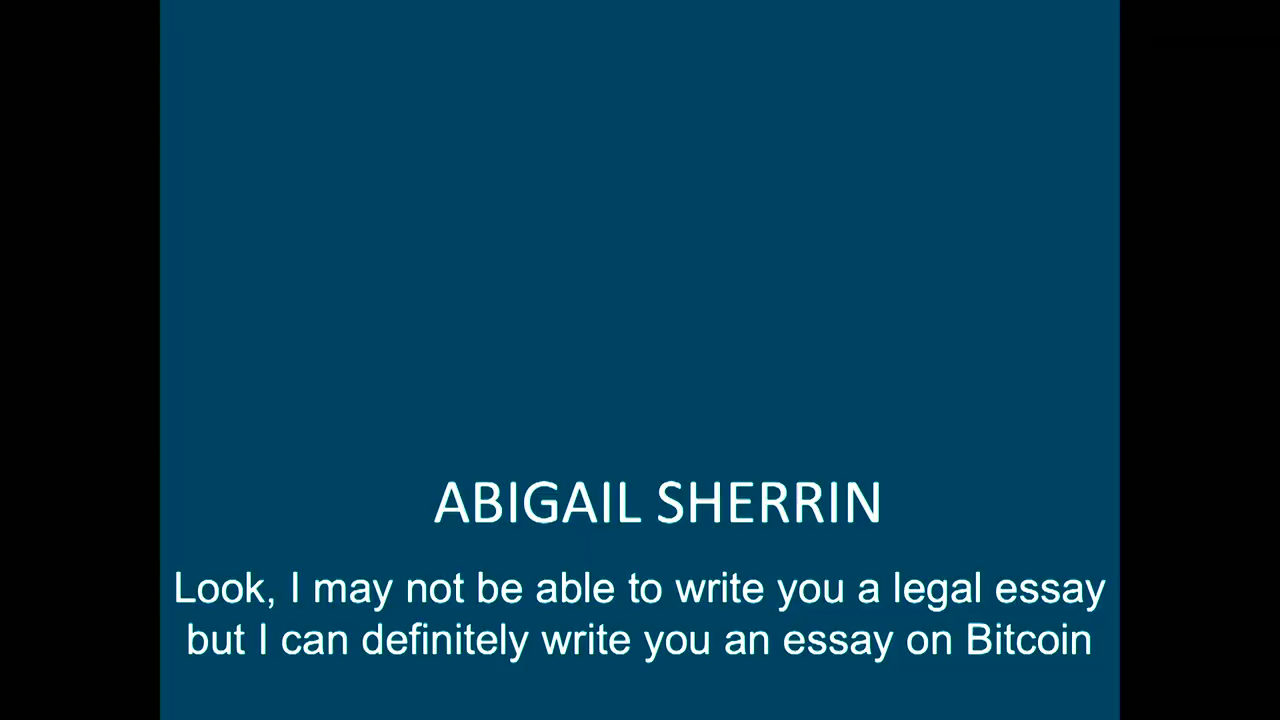 ABIGAIL SHERRIN
Look, I may not be able to write you a legal essay
but I can definitely write you an essay on Bitcoin